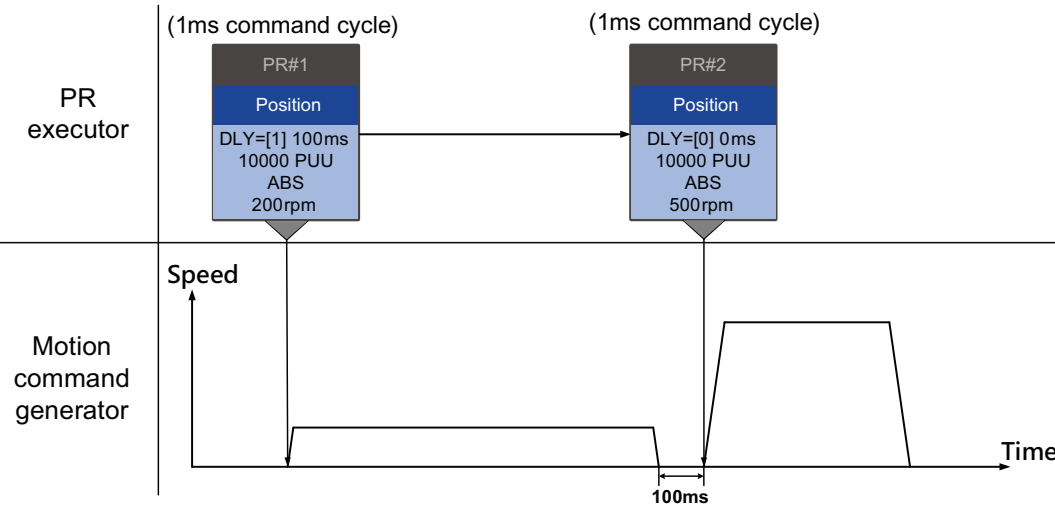 (1ms command cycle)
(1ms command cycle)
PR
executor
PR#1
Position
DLY=[1] 100ms
10000 PUU
ABS
200rpm
PR#2
Position
DLY=[0] 0ms
10000 PUU
ABS
500rpm
Motion
command
generator
Speed
Time
100ms